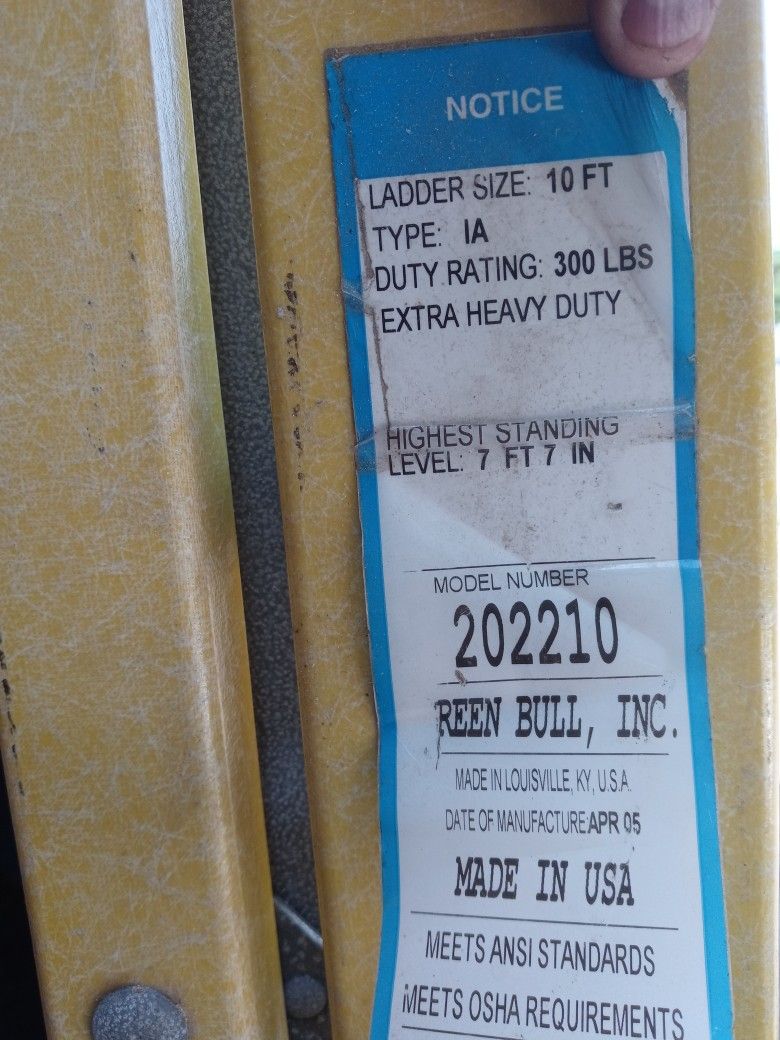 NOTICE
LADDER SIZE: 10 FT
TYPE: IA
DUTY RATING: 300 LBS
EXTRA HEAVY DUTY
HIGHEST STANDING
LEVEL: 7 FT 7 IN
MODEL NUMBER
202210
REEN BULL, INC.
MADE IN LOUISVILLE, KY, U.S.A.
DATE OF MANUFACTURE:APR 05
MADE IN USA
MEETS ANSI STANDARDS
MEETS OSHA REQUIREMENTS